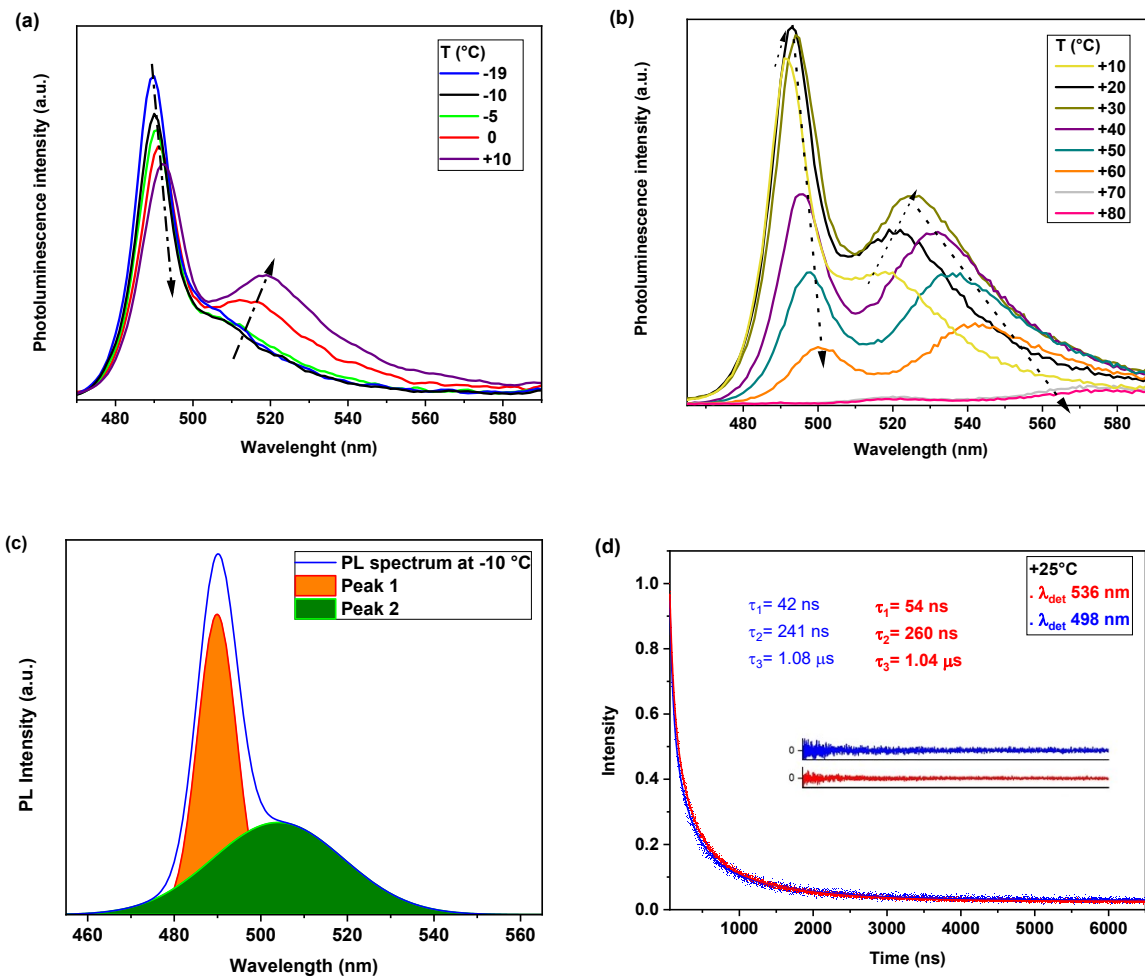 (a)
Photoluminescence intensity (a.u.)
T (°C)
-19
-10
-5
0
+10
480 500 520 540 560 580
Wavelenght (nm)
(b)
Photoluminescence intensity (a.u.)
T (°C)
+10
+20
+30
+40
+50
+60
+70
+80
480 500 520 540 560 580
Wavelength (nm)
(c)
PL Intensity (a.u.)
PL spectrum at -10 °C
Peak 1
Peak 2
460 480 500 520 540 560
Wavelength (nm)
(d)
Intensity
1.0
0.8
0.6
0.4
0.2
0.0
+25°C
. λdet 536 nm
. λdet 498 nm
τ1= 42 ns
τ2= 241 ns
τ3= 1.08 μs
τ1= 54 ns
τ2= 260 ns
τ3= 1.04 μs
0
0
1000 2000 3000 4000 5000 6000
Time (ns)